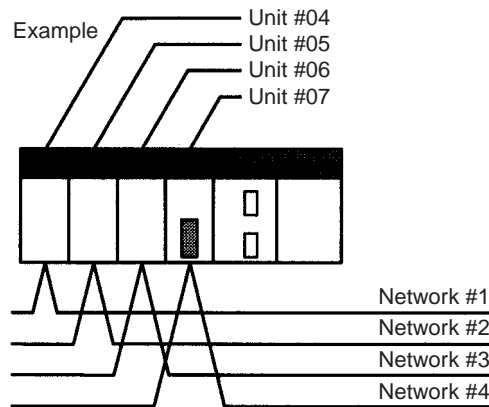 Example
Unit #04
Unit #05
Unit #06
Unit #07
Network #1
Network #2
Network #3
Network #4